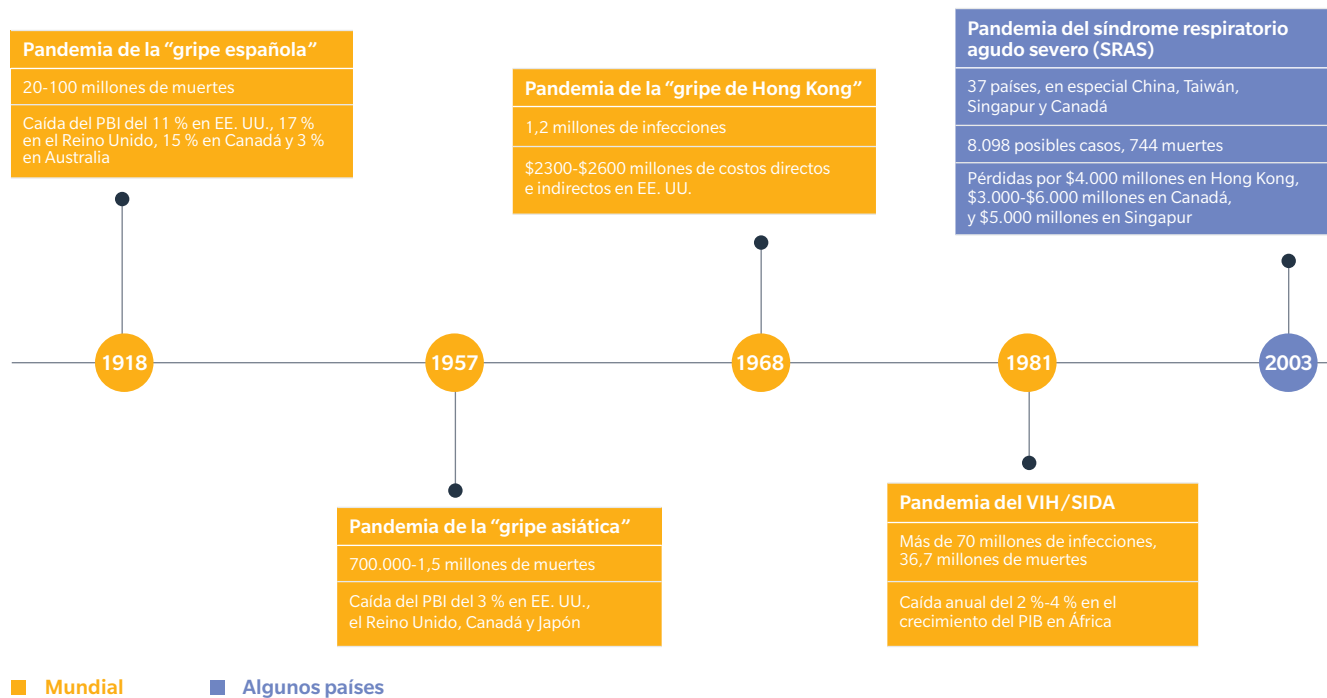 Pandemia de la “gripe española”
20-100 millones de muertes
Caída del PBI del 11 % en EE. UU., 17 %
en el Reino Unido, 15 % en Canadá y 3 %
en Australia
Pandemia de la “gripe de Hong Kong”
1,2 millones de infecciones
$2300-$2600 millones de costos directos
e indirectos en EE. UU.
Pandemia del síndrome respiratorio
agudo severo (SRAS)
37 países, en especial China, Taiwán,
Singapur y Canadá
8.098 posibles casos, 744 muertes
Pérdidas por $4.000 millones en Hong Kong,
$3.000-$6.000 millones en Canadá,
y $5.000 millones en Singapur
1918
1957
1968
1981
2003
Pandemia de la “gripe asiática”
700.000-1,5 millones de muertes
Caída del PBI del 3 % en EE. UU.,
el Reino Unido, Canadá y Japón
Pandemia del VIH/SIDA
Más de 70 millones de infecciones,
36,7 millones de muertes
Caída anual del 2 %-4 % en el
crecimiento del PIB en África
Mundial
Algunos países